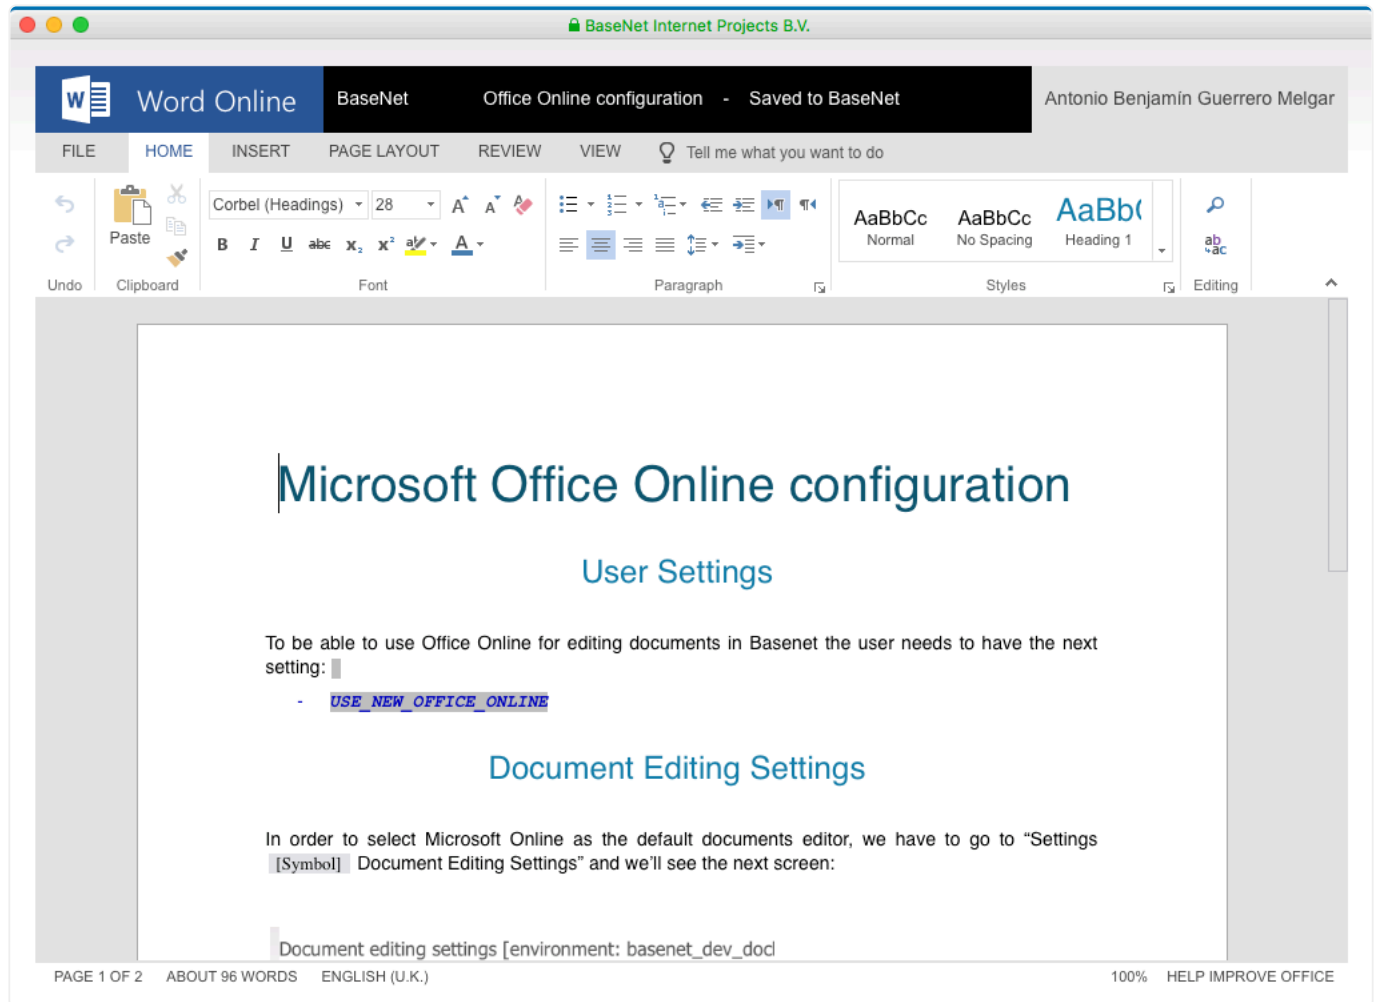 BaseNet Internet Projects B.V.
Word Online BaseNet Office Online configuration - Saved to BaseNet Antonio Benjamín Guerrero Melgar
FILE HOME INSERT PAGE LAYOUT REVIEW VIEW Tell me what you want to do
Corbel (Headings) 28
Paste
B I U abc x₂ x² ab A
AaBbCc AaBbCc AaBb(
Normal No Spacing Heading 1
Undo Clipboard Font Paragraph Styles Editing
Microsoft Office Online configuration
User Settings
To be able to use Office Online for editing documents in Basenet the user needs to have the next
setting:
- USE_NEW_OFFICE_ONLINE
Document Editing Settings
In order to select Microsoft Online as the default documents editor, we have to go to “Settings
[Symbol] Document Editing Settings” and we’ll see the next screen:
Document editing settings [environment: basenet_dev_docl
PAGE 1 OF 2 ABOUT 96 WORDS ENGLISH (U.K.) 100% HELP IMPROVE OFFICE